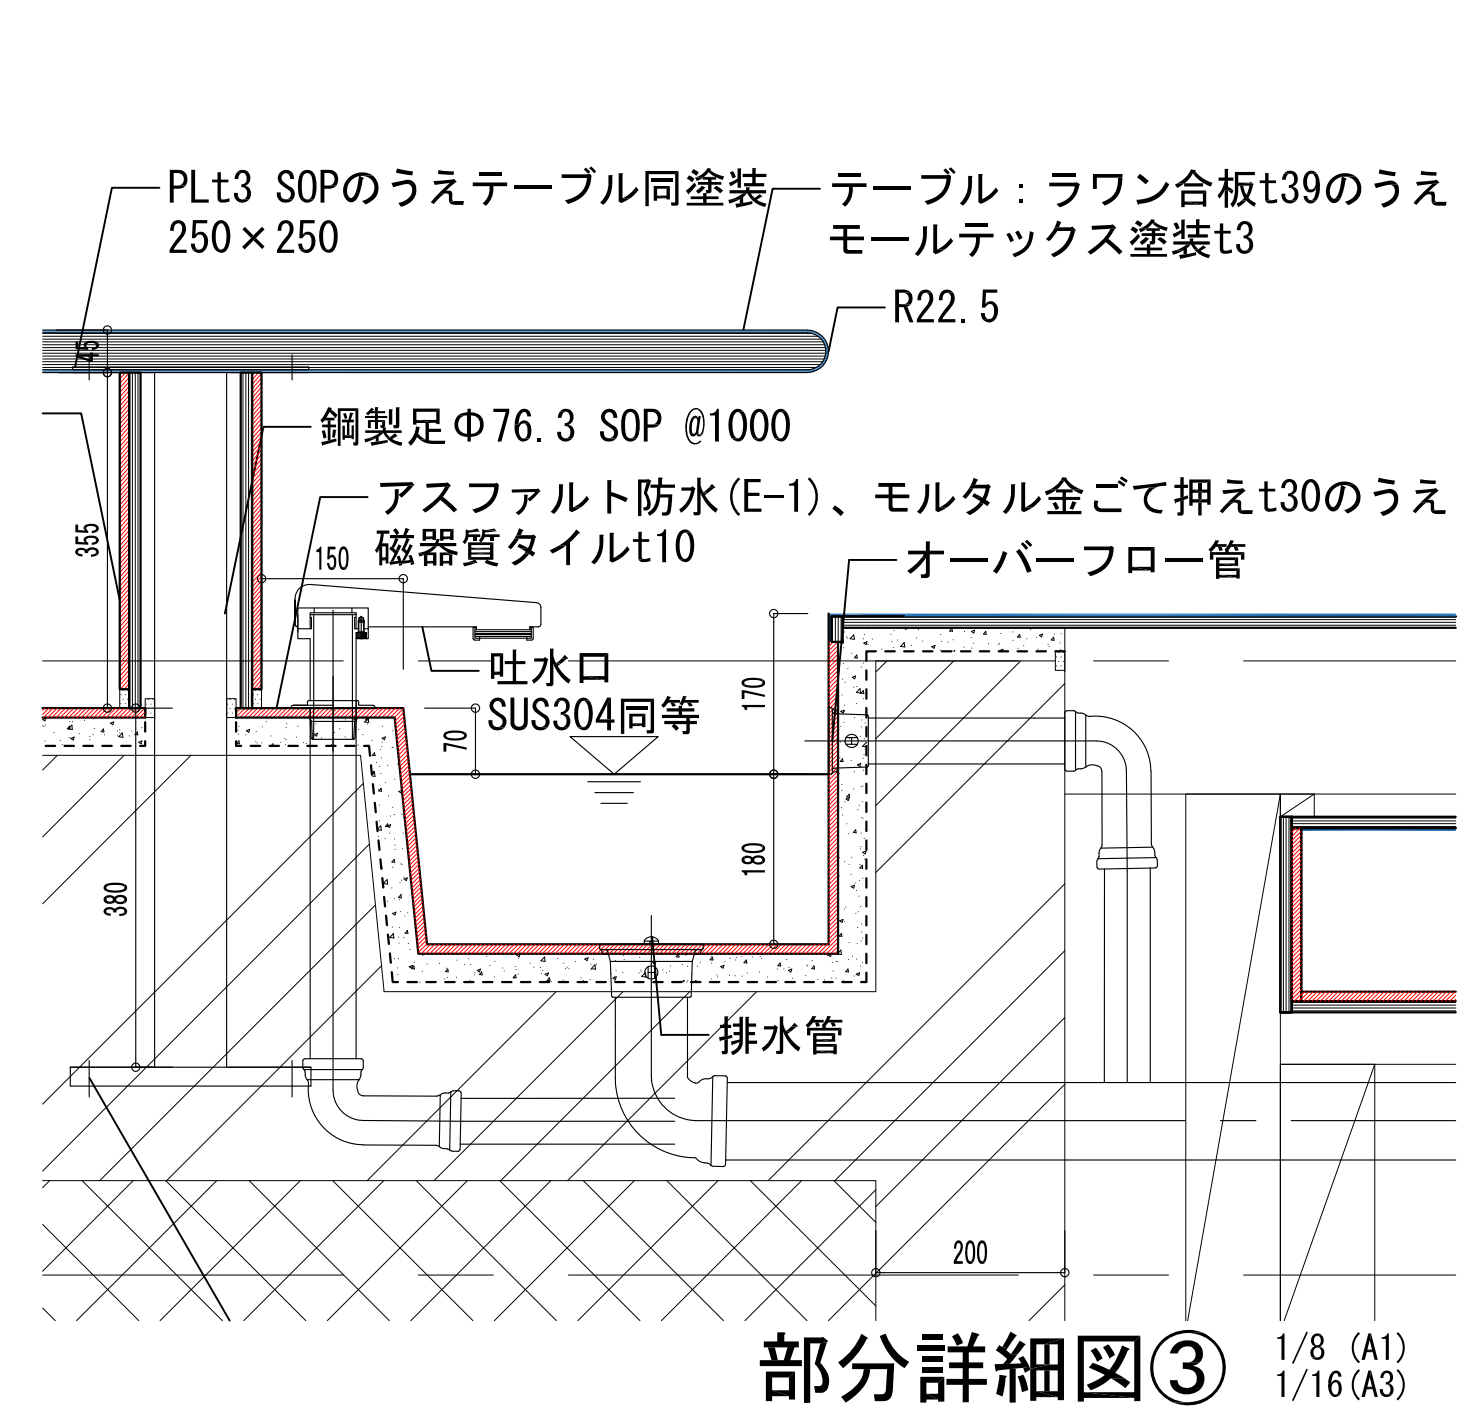 PLt3 SOPのうえテーブル同塗装
250×250
テーブル：ラワン合板t39のうえ
モールテックス塗装t3
R22.5
45
鋼製足Φ76.3 SOP @1000
アスファルト防水(E-1)、モルタル金ごて押えt30のうえ
磁器質タイルt10
355
150
オーバーフロー管
吐水口
SUS304同等
170
70
180
380
排水管
200
部分詳細図③
1/8 (A1)
1/16(A3)